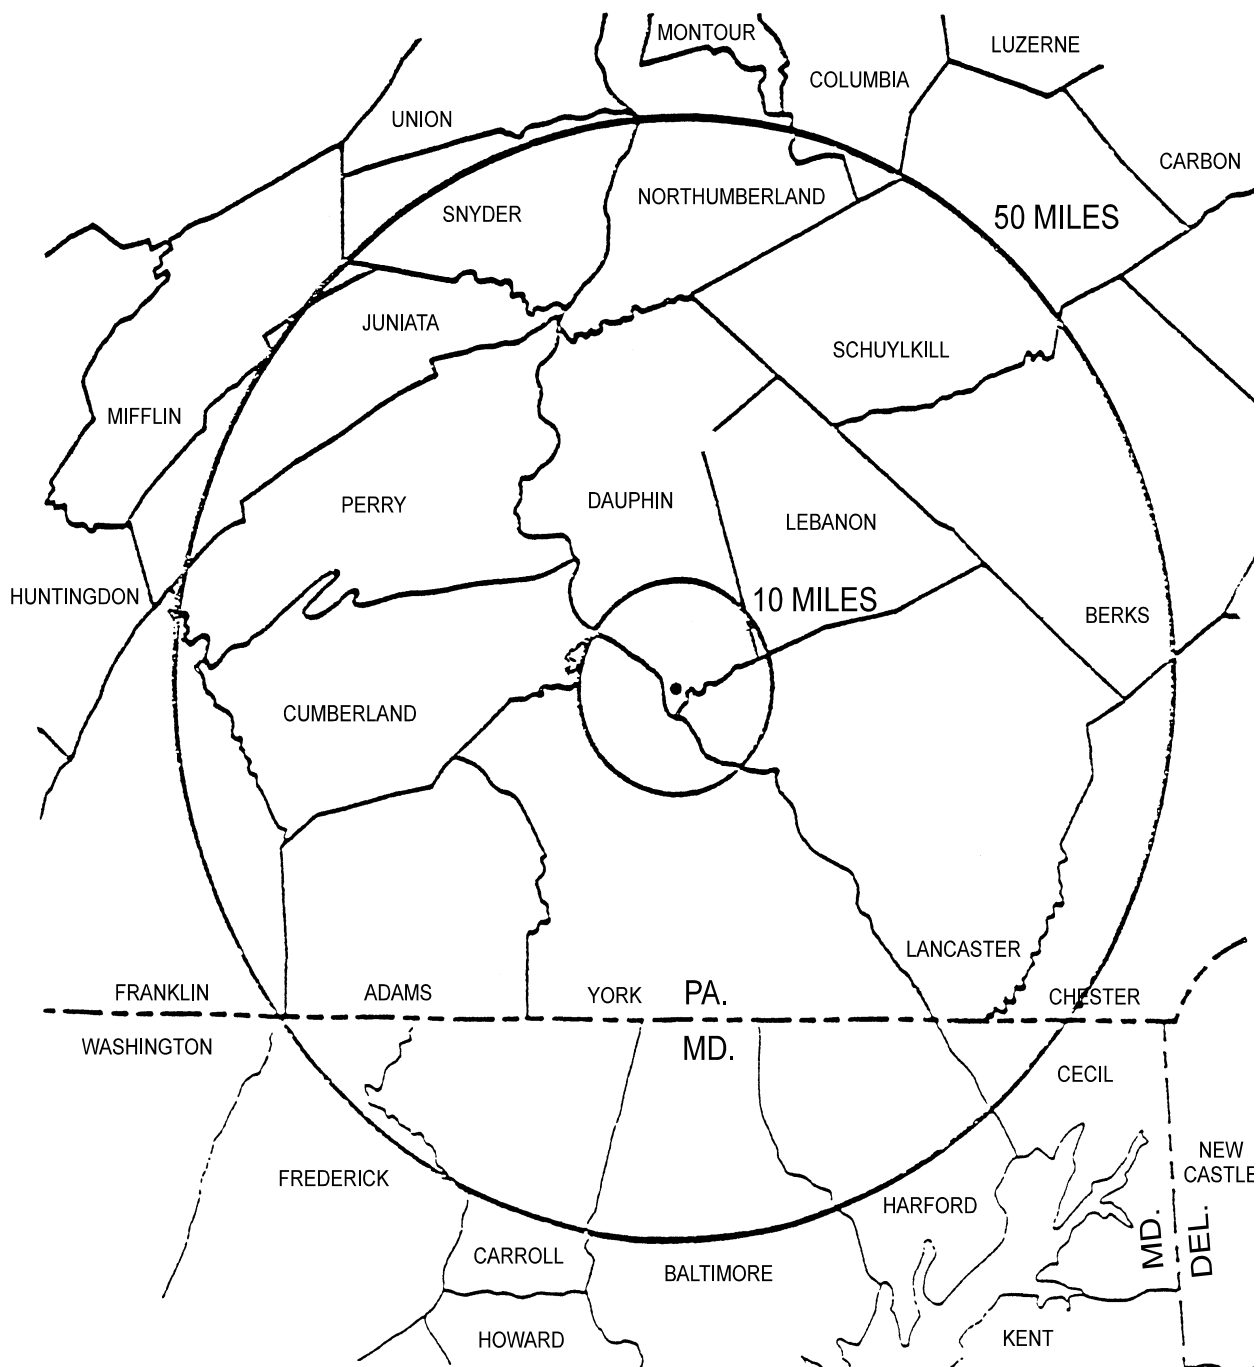 MONTOUR
LUZERNE
COLUMBIA
UNION
CARBON
NORTHUMBERLAND
SNYDER
50 MILES
JUNIATA
SCHUYLKILL
MIFFLIN
PERRY
DAUPHIN
LEBANON
HUNTINGDON
10 MILES
BERKS
CUMBERLAND
LANCASTER
FRANKLIN
ADAMS
YORK
PA.
CHESTER
WASHINGTON
MD.
CECIL
FREDERICK
NEW
CASTLE
HARFORD
MD.
DEL.
CARROLL
BALTIMORE
HOWARD
KENT